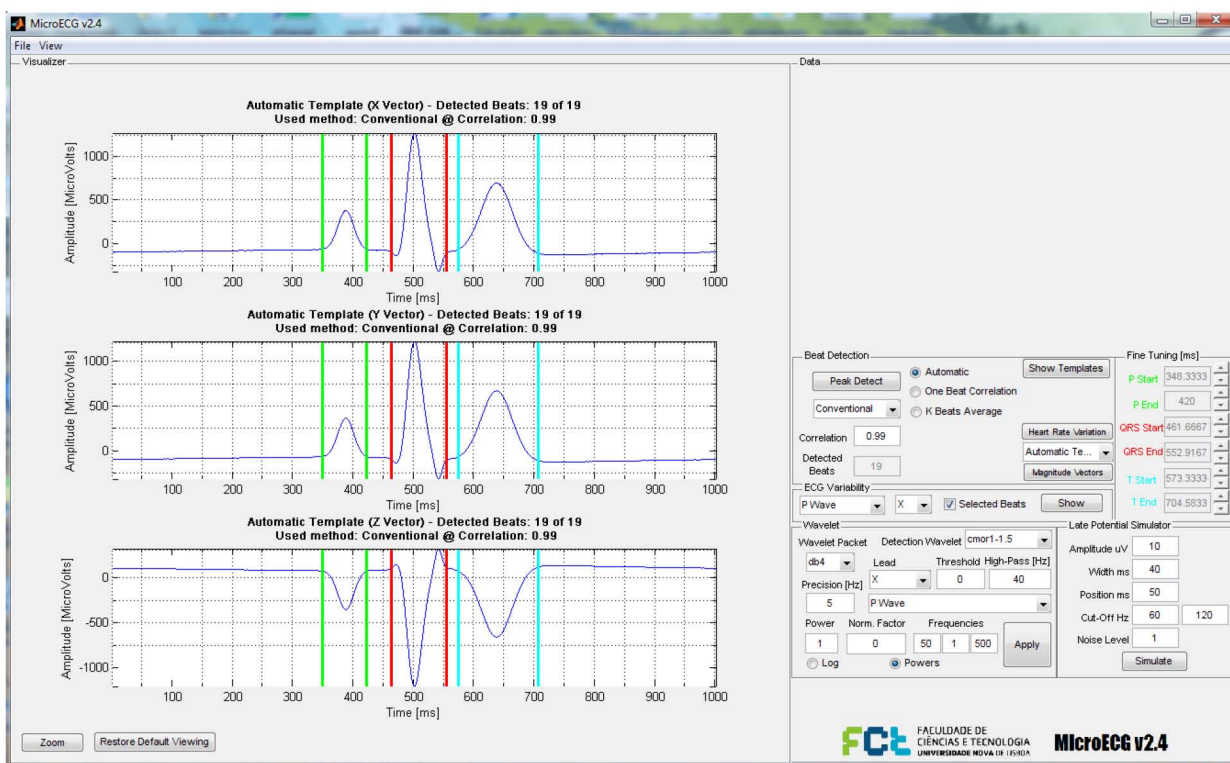 MicroECG v2.4
File View
Visualizer
Automatic Template (X Vector) - Detected Beats: 19 of 19
Used method: Conventional @ Correlation: 0.99
Amplitude [MicroVolts]
1000
500
0
100 200 300 400 500 600 700 800 900 1000
Time [ms]
Automatic Template (Y Vector) - Detected Beats: 19 of 19
Used method: Conventional @ Correlation: 0.99
Amplitude [MicroVolts]
1000
500
0
100 200 300 400 500 600 700 800 900 1000
Time [ms]
Automatic Template (Z Vector) - Detected Beats: 19 of 19
Used method: Conventional @ Correlation: 0.99
Amplitude [MicroVolts]
0
-500
-1000
100 200 300 400 500 600 700 800 900 1000
Time [ms]
Zoom Restore Default Viewing
Data
Beat Detection
Peak Detect
Automatic
One Beat Correlation
K Beats Average
Show Templates
Conventional
Correlation 0.99
Detected Beats 19
Heart Rate Variation
Automatic Te...
Magnitude Vectors
Fine Tuning [ms]
P Start 348.3333
P End 420
QRS Start 461.6667
QRS End 552.9167
T Start 573.3333
T End 704.5833
ECG Variability
P Wave X Selected Beats Show
Wavelet
Wavelet Packet Detection Wavelet cmor1-1.5
db4 Lead Threshold High-Pass [Hz]
X 0 40
Precision [Hz]
5 P Wave
Power Norm. Factor Frequencies
1 0 50 1 500 Apply
Log Powers
Late Potential Simulator
Amplitude uV 10
Width ms 40
Position ms 50
Cut-Off Hz 60 120
Noise Level 1
Simulate
FCt FACULDADE DE
CIÊNCIAS E TECNOLOGIA
UNIVERSIDADE NOVA DE LISBOA
MicroECG v2.4